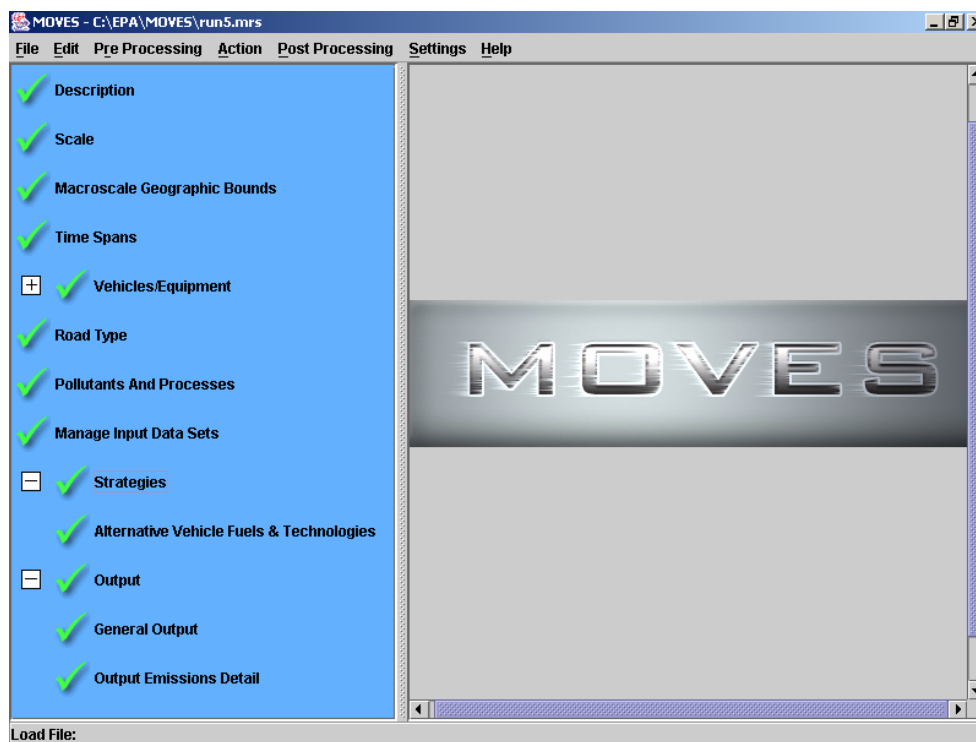 MOVES - C:\EPA\MOVES\run5.mrs
File Edit Pre Processing Action Post Processing Settings Help
Description
Scale
Macroscale Geographic Bounds
Time Spans
Vehicles/Equipment
Road Type
Pollutants And Processes
Manage Input Data Sets
Strategies
Alternative Vehicle Fuels & Technologies
Output
General Output
Output Emissions Detail
MOVES
Load File: